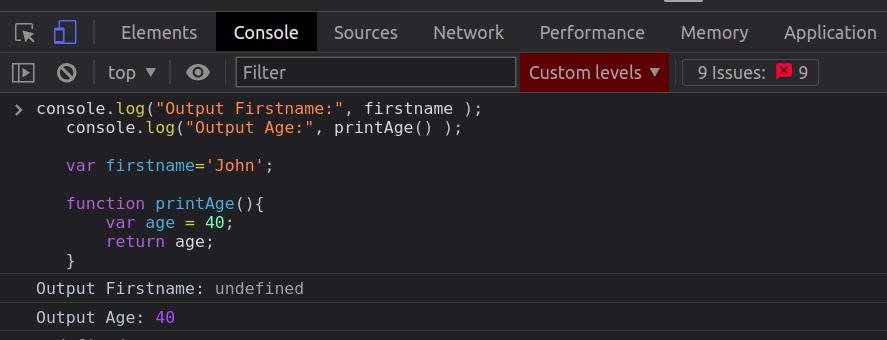 Elements Console Sources Network Performance Memory Application
top ▼ Filter Custom levels ▼ 9 Issues: 9
> console.log("Output Firstname:", firstname );
console.log("Output Age:", printAge() );
var firstname='John';
function printAge(){
var age = 40;
return age;
}
Output Firstname: undefined
Output Age: 40